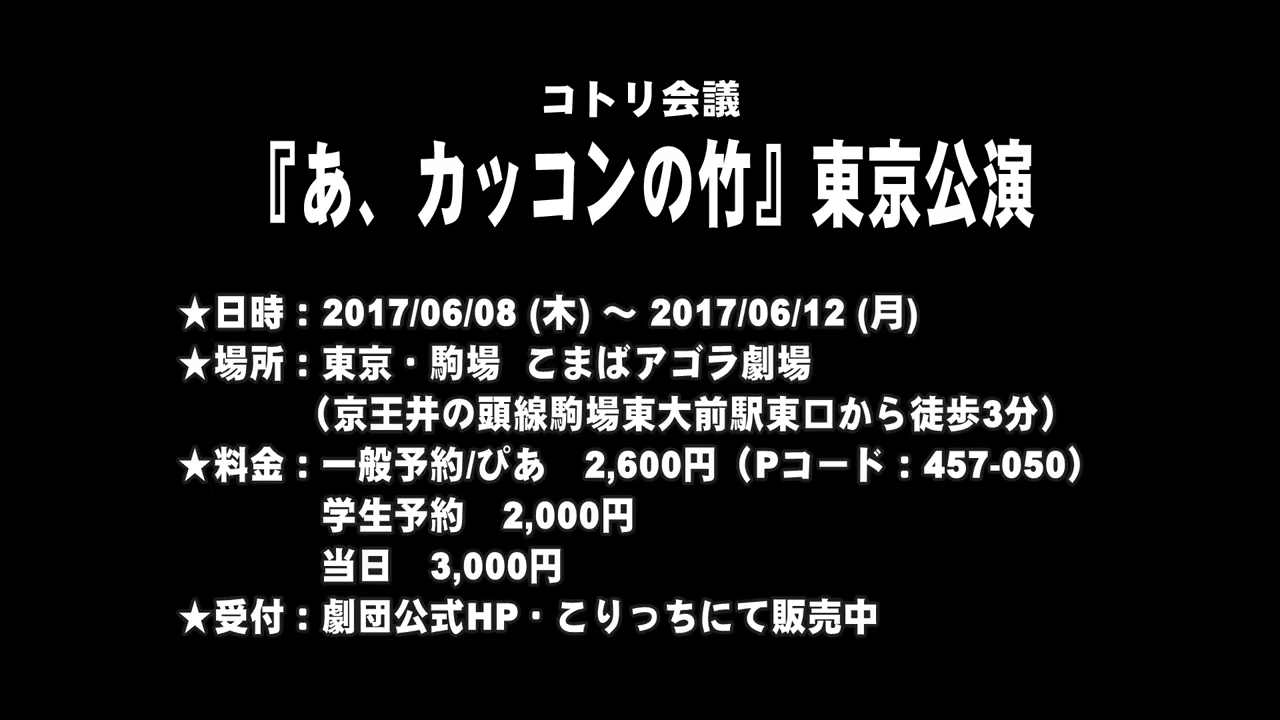 コトリ会議
『あ、カッコンの竹』東京公演
★日時：2017/06/08 (木) ～ 2017/06/12 (月)
★場所：東京・駒場　こまばアゴラ劇場
（京王井の頭線駒場東大前駅東口から徒歩3分）
★料金：一般予約/ぴあ　2,600円（Pコード：457-050）
学生予約　2,000円
当日　3,000円
★受付：劇団公式HP・こりっちにて販売中